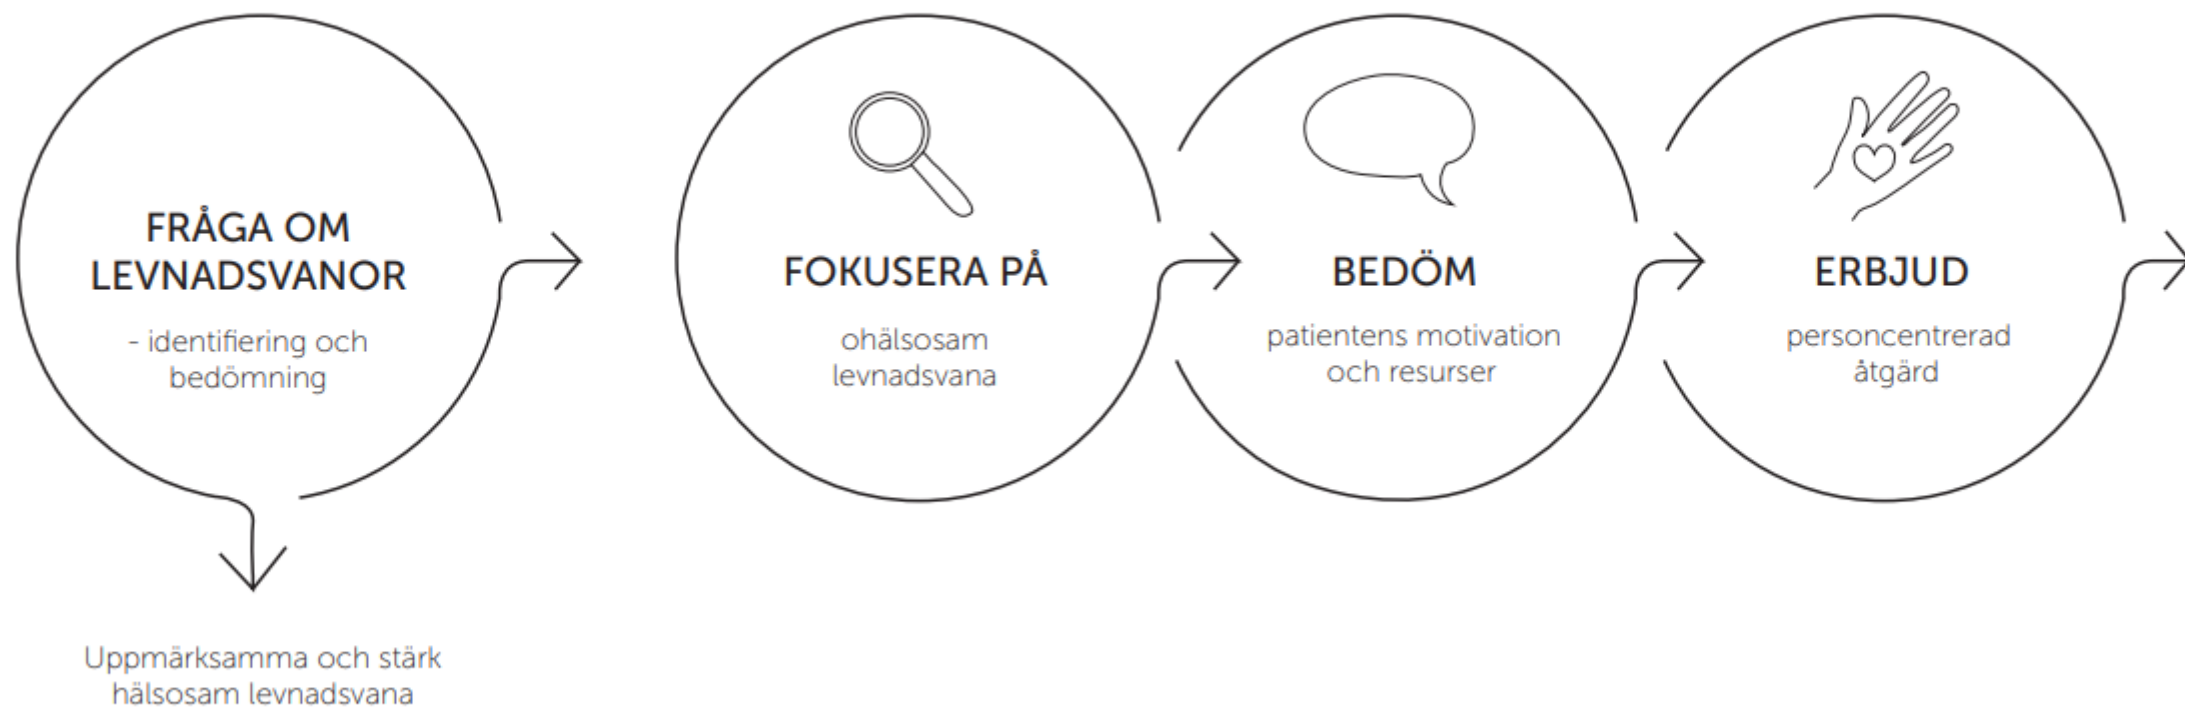 FRÅGA OM
LEVNADSVANOR
- identifiering och
bedömning
Uppmärksamma och stärk
hälsosam levnadsvana
FOKUSERA PÅ
ohälsosam
levnadsvana
BEDÖM
patientens motivation
och resurser
ERBJUD
personcentrerad
åtgärd